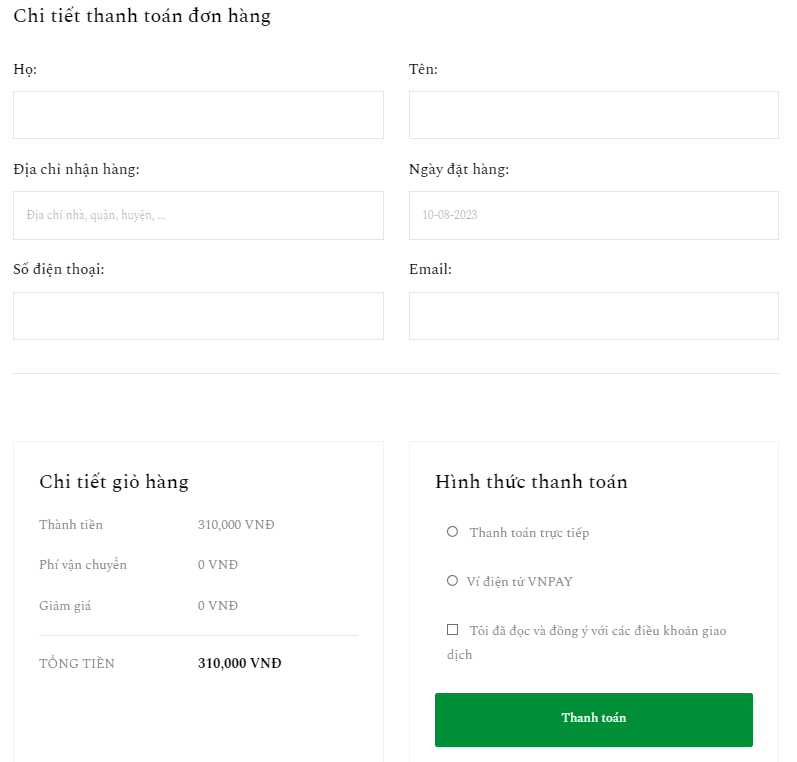 Chi tiết thanh toán đơn hàng
Họ:
Tên:
Địa chỉ nhận hàng:
Ngày đặt hàng:
Địa chỉ nhà, quận, huyện, ...
10-08-2023
Số điện thoại:
Email:
Chi tiết giỏ hàng
Thành tiền 310,000 VNĐ
Phí vận chuyển 0 VNĐ
Giảm giá 0 VNĐ
TỔNG TIỀN 310,000 VNĐ
Hình thức thanh toán
Thanh toán trực tiếp
Ví điện tử VNPAY
Tôi đã đọc và đồng ý với các điều khoản giao
dịch
Thanh toán